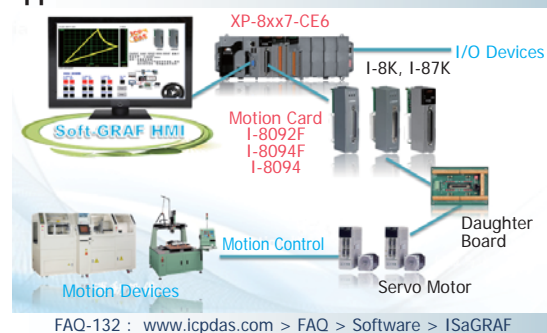 XP-8xx7-CE6
I/O Devices
I-8K, I-87K
Soft-GRAF HMI
Motion Card
I-8092F
I-8094F
I-8094
Daughter
Board
Motion Control
Servo Motor
Motion Devices
FAQ-132 : www.icpdas.com > FAQ > Software > ISaGRAF